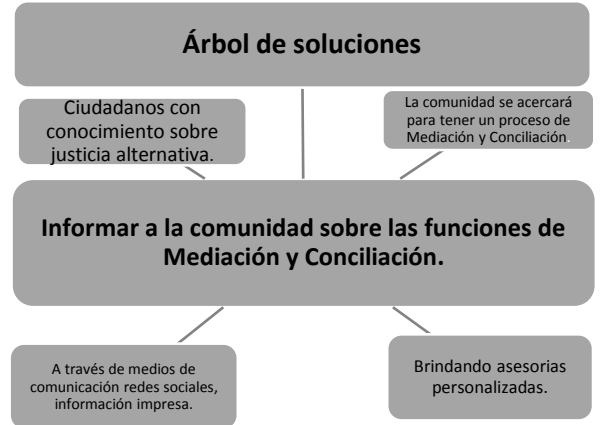 Árbol de soluciones
Ciudadanos con
conocimiento sobre
justicia alternativa.
La comunidad se acercará
para tener un proceso de
Mediación y Conciliación.
Informar a la comunidad sobre las funciones de
Mediación y Conciliación.
A través de medios de
comunicación redes sociales,
información impresa.
Brindando asesorias
personalizadas.